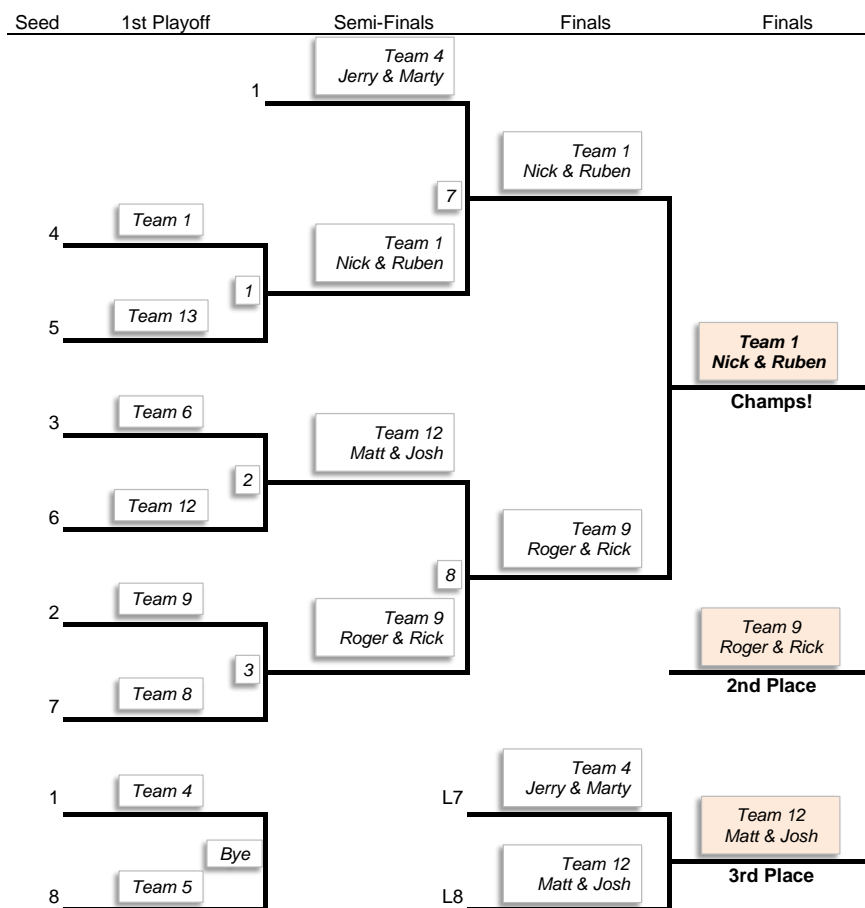 Seed 1st Playoff Semi-Finals Finals Finals
Team 4
Jerry & Marty
1
Team 1
Nick & Ruben
7
Team 1
4
Team 1
Nick & Ruben
1
Team 13
5
Team 1
Nick & Ruben
Champs!
Team 6
3
Team 12
Matt & Josh
2
Team 12
6
Team 9
Roger & Rick
8
Team 9
2
Team 9
Roger & Rick
Team 9
Roger & Rick
3
2nd Place
Team 8
7
Team 4
1
L7
Team 4
Jerry & Marty
Team 12
Matt & Josh
Bye
3rd Place
Team 5
8
L8
Team 12
Matt & Josh